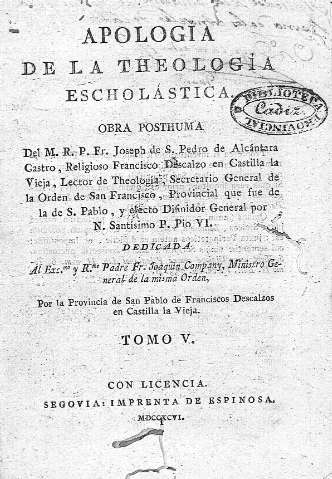 APOLOGIA
DE LA THEOLOGÍA
ESCHOLÁSTICA.
BIBLIOTECA
Cadiz
PROVINCIAL
OBRA POSTHUMA
Del M. R. P. Fr. Joseph de S. Pedro de Alcántara
Castro, Religioso Francisco Descalzo en Castilla la
Vieja, Lector de Theología, Secretario General de
la Orden de San Francisco, Provincial que fue de
la de S. Pablo, y electo Difinidor General por
N. Santísimo P. Pio VI.
DEDICADA
Al Exc.mo y R.mo Padre Fr. Joaquin Company, Ministro Ge-
neral de la misma Orden,
Por la Provincia de San Pablo de Franciscos Descalzos
en Castilla la Vieja.
TOMO V.
CON LICENCIA.
SEGOVIA: IMPRENTA DE ESPINOSA.
MDCCXCVI.